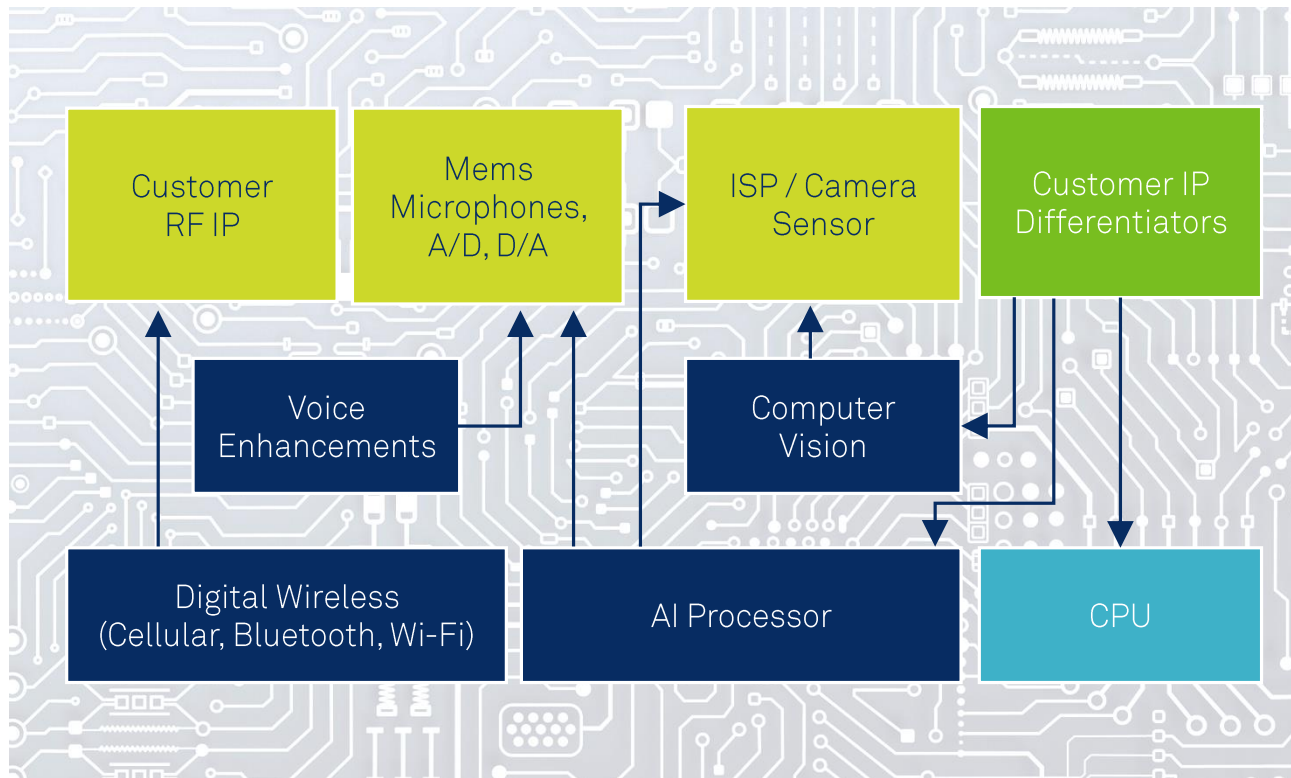 Customer
RF IP
Mems
Microphones,
A/D, D/A
ISP / Camera
Sensor
Customer IP
Differentiators
Voice
Enhancements
Computer
Vision
Digital Wireless
(Cellular, Bluetooth, Wi-Fi)
AI Processor
CPU